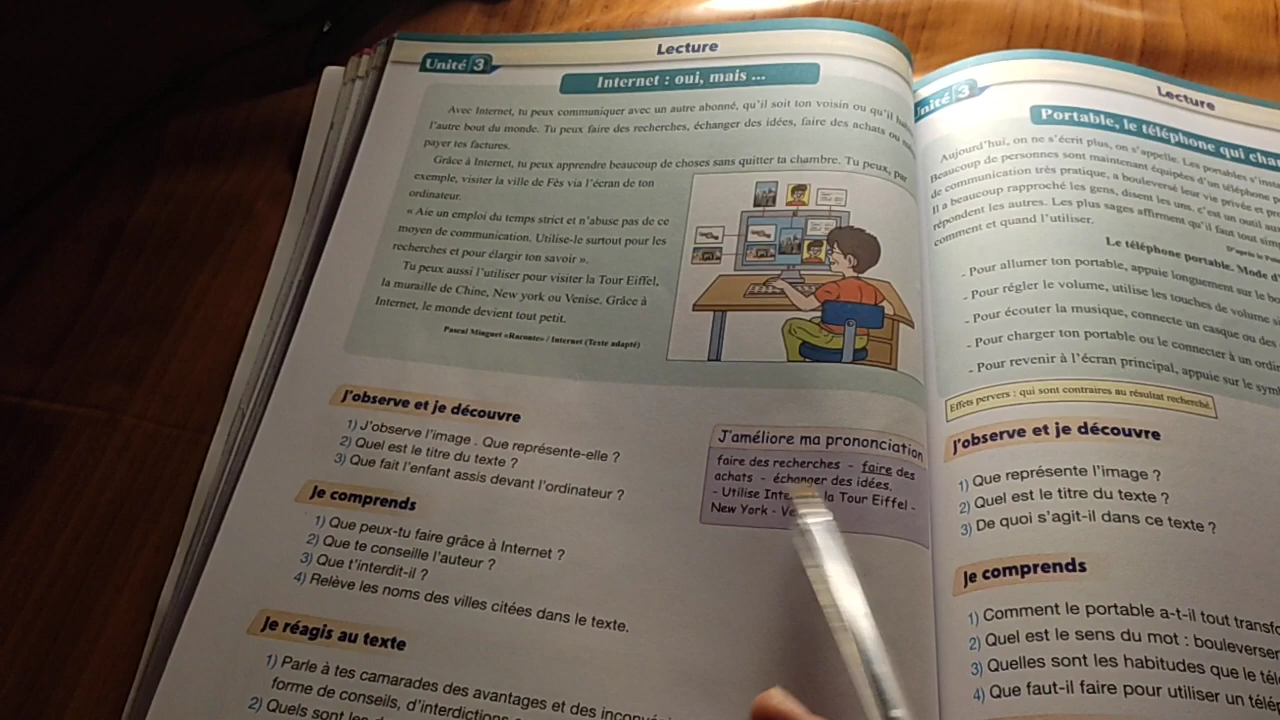 Unité 3
Lecture
Internet : oui, mais ...
Avec Internet, tu peux communiquer avec un autre abonné, qu'il soit ton voisin ou qu'il
l'autre bout du monde. Tu peux faire des recherches, échanger des idées, faire des achats ou
payer tes factures.
Grâce à Internet, tu peux apprendre beaucoup de choses sans quitter ta chambre. Tu peux, par
exemple, visiter la ville de Fès via l'écran de ton
ordinateur.
« Aie un emploi du temps strict et n'abuse pas de ce
moyen de communication. Utilise-le surtout pour les
recherches et pour élargir ton savoir ».
Tu peux aussi l'utiliser pour visiter la Tour Eiffel,
la muraille de Chine, New york ou Venise. Grâce à
Internet, le monde devient tout petit.
Pascal Minguet «Raconte» / Internet (Texte adapté)
J'observe et je découvre
1) J'observe l'image . Que représente-elle ?
2) Quel est le titre du texte ?
3) Que fait l'enfant assis devant l'ordinateur ?
Je comprends
1) Que peux-tu faire grâce à Internet ?
2) Que te conseille l'auteur ?
3) Que t'interdit-il ?
4) Relève les noms des villes citées dans le texte.
Je réagis au texte
1) Parle à tes camarades des avantages et des
forme de conseils, d'interdictions
2) Quels sont
J'améliore ma prononciation
faire des recherches - faire des
achats - échanger des idées.
- Utilise la Tour Eiffel -
New York -
Unité 3
Lecture
Portable, le téléphone qui
Aujourd'hui, on ne s'écrit plus, on s'appelle. Les portables
Beaucoup de personnes sont maintenant équipées d'un téléphone
de communication très pratique, a bouleversé leur vie privée et
Il a beaucoup rapproché les gens, disent les uns, c'est un outil
répondent les autres. Les plus sages affirment qu'il faut tout
comment et quand l'utiliser.
Le téléphone portable. Mode
- Pour allumer ton portable, appuie longuement sur le
- Pour régler le volume, utilise les touches de volume
- Pour écouter la musique, connecte un casque ou des
- Pour charger ton portable ou le connecter à un
- Pour revenir à l'écran principal, appuie sur le
Effets pervers : qui sont contraires au résultat recherché.
J'observe et je découvre
1) Que représente l'image ?
2) Quel est le titre du texte ?
3) De quoi s'agit-il dans ce texte ?
Je comprends
1) Comment le portable a-t-il tout
2) Quel est le sens du mot : bouleverser
3) Quelles sont les habitudes que le
4) Que faut-il faire pour utiliser un